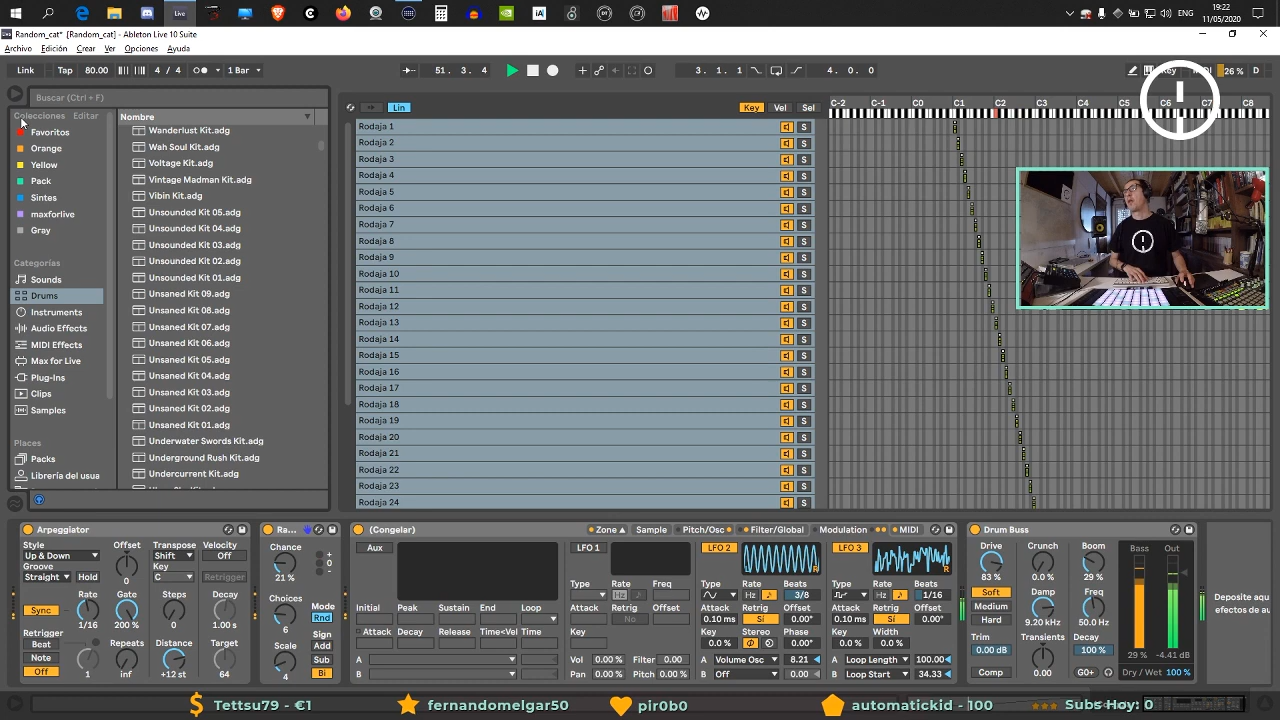 19:22
ENG
11/05/2020
Random_cat* [Random_cat] - Ableton Live 10 Suite
Archivo Edición Crear Ver Opciones Ayuda
Link Tap 80.00 4 / 4 1 Bar 51. 3. 4 3. 1. 1 4. 0. 0 Key MIDI 26 % D
Buscar (Ctrl + F)
Colecciones Editar
Favoritos
Orange
Yellow
Pack
Sintes
maxforlive
Gray
Categorías
Sounds
Drums
Instruments
Audio Effects
MIDI Effects
Max for Live
Plug-Ins
Clips
Samples
Places
Packs
Librería del usua
Nombre
Wanderlust Kit.adg
Wah Soul Kit.adg
Voltage Kit.adg
Vintage Madman Kit.adg
Vibin Kit.adg
Unsounded Kit 05.adg
Unsounded Kit 04.adg
Unsounded Kit 03.adg
Unsounded Kit 02.adg
Unsounded Kit 01.adg
Unsaned Kit 09.adg
Unsaned Kit 08.adg
Unsaned Kit 07.adg
Unsaned Kit 06.adg
Unsaned Kit 05.adg
Unsaned Kit 04.adg
Unsaned Kit 03.adg
Unsaned Kit 02.adg
Unsaned Kit 01.adg
Underwater Swords Kit.adg
Underground Rush Kit.adg
Undercurrent Kit.adg
Lin Key Vel Sel
C-2 C-1 C0 C1 C2 C3 C4 C5 C6 C7 C8
Rodaja 1 S
Rodaja 2 S
Rodaja 3 S
Rodaja 4 S
Rodaja 5 S
Rodaja 6 S
Rodaja 7 S
Rodaja 8 S
Rodaja 9 S
Rodaja 10 S
Rodaja 11 S
Rodaja 12 S
Rodaja 13 S
Rodaja 14 S
Rodaja 15 S
Rodaja 16 S
Rodaja 17 S
Rodaja 18 S
Rodaja 19 S
Rodaja 20 S
Rodaja 21 S
Rodaja 22 S
Rodaja 23 S
Rodaja 24 S
Arpeggiator
Style Offset Transpose Velocity
Up & Down Shift Off
Groove Key
Straight Hold 0 C Retrigger
Rate Gate Steps Decay
Sync
1/16 200 % 0 1.00 s
Retrigger
Beat Repeats Distance Target
Note
Off 1 inf +12 st 64
Ra...
Chance
21 %
Choices Mode
Rnd
6 Sign
Scale Add
Sub
4 Bi
(Congelar) Zone Sample Pitch/Osc Filter/Global Modulation MIDI
Aux LFO 1 LFO 2 LFO 3
Initial Peak Sustain End Loop
Attack Decay Release Time<Vel Time
A
B
Type Rate Freq
Hz
Attack Retrig Offset
No
Key
Vol 0.00 % Filter 0.00
Pan 0.00 % Pitch 0.00 %
Type Rate Beats
Hz 3/8
Attack Retrig Offset
0.10 ms Sí 0.00°
Key Stereo Phase
0.0 % 0.00°
A Volume Osc 8.21
B Off 0.00
Type Rate Beats
Hz 1/16
Attack Retrig Offset
0.10 ms Sí 0.00°
Key Width
0.0 % 0.00 %
A Loop Length 100.00
B Loop Start 34.33
Drum Buss
Drive Crunch Boom Bass Out
83 % 0.0 % 29 %
Soft Damp Freq
Medium
Hard 9.20 kHz 50.0 Hz
Trim Transients Decay
0.00 dB 100 %
Comp 0.00 G0+
29 % -4.41 dB
Dry / Wet 100 %
Deposite aqu
efectos de au
Tettsu79 - €1 fernandomelgar50 pir0b0 automatickid - 100 Subs Hoy: 0